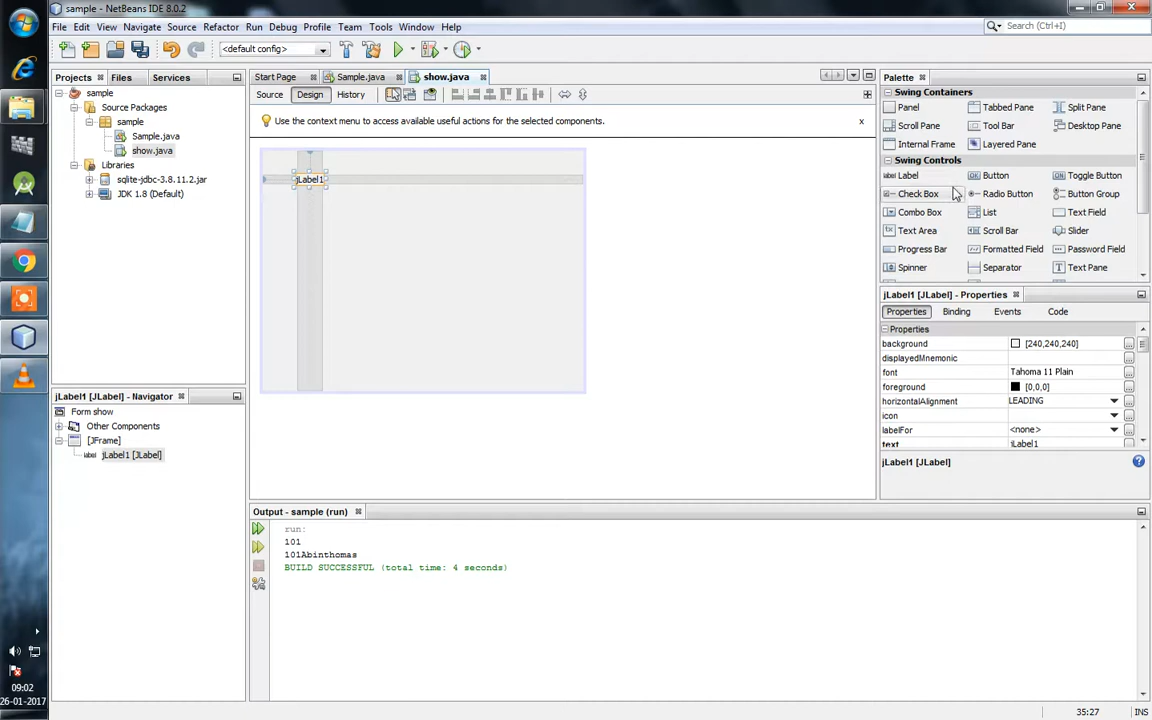 sample - NetBeans IDE 8.0.2
File Edit View Navigate Source Refactor Run Debug Profile Team Tools Window Help
Search (Ctrl+I)
<default config>
Projects Files Services
Start Page Sample.java show.java
Palette
sample
Source Packages
sample
Sample.java
show.java
Libraries
sqlite-jdbc-3.8.11.2.jar
JDK 1.8 (Default)
Source Design History
Use the context menu to access available useful actions for the selected components. x
jLabel1
Swing Containers
Panel Tabbed Pane Split Pane
Scroll Pane Tool Bar Desktop Pane
Internal Frame Layered Pane
Swing Controls
Label Button Toggle Button
Check Box Radio Button Button Group
Combo Box List Text Field
Text Area Scroll Bar Slider
Progress Bar Formatted Field Password Field
Spinner Separator Text Pane
jLabel1 [JLabel] - Properties
Properties Binding Events Code
Properties
background [240,240,240]
displayedMnemonic
font Tahoma 11 Plain
foreground [0,0,0]
horizontalAlignment LEADING
icon
labelFor <none>
text jLabel1
jLabel1 [JLabel]
jLabel1 [JLabel] - Navigator
Form show
Other Components
[JFrame]
label jLabel1 [JLabel]
Output - sample (run)
run:
101
101Abinthomas
BUILD SUCCESSFUL (total time: 4 seconds)
09:02
26-01-2017
35:27 INS